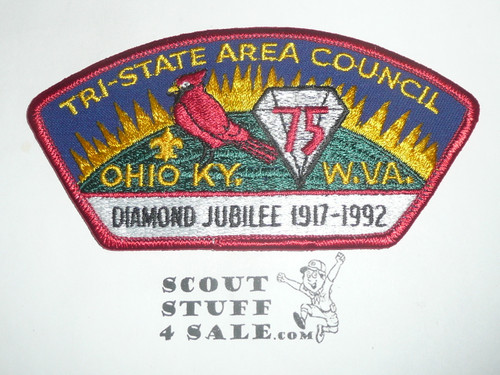 TRI-STATE AREA COUNCIL
75
OHIO KY. W.VA.
DIAMOND JUBILEE 1917-1992
SCOUT
STUFF
4 SALE.COM